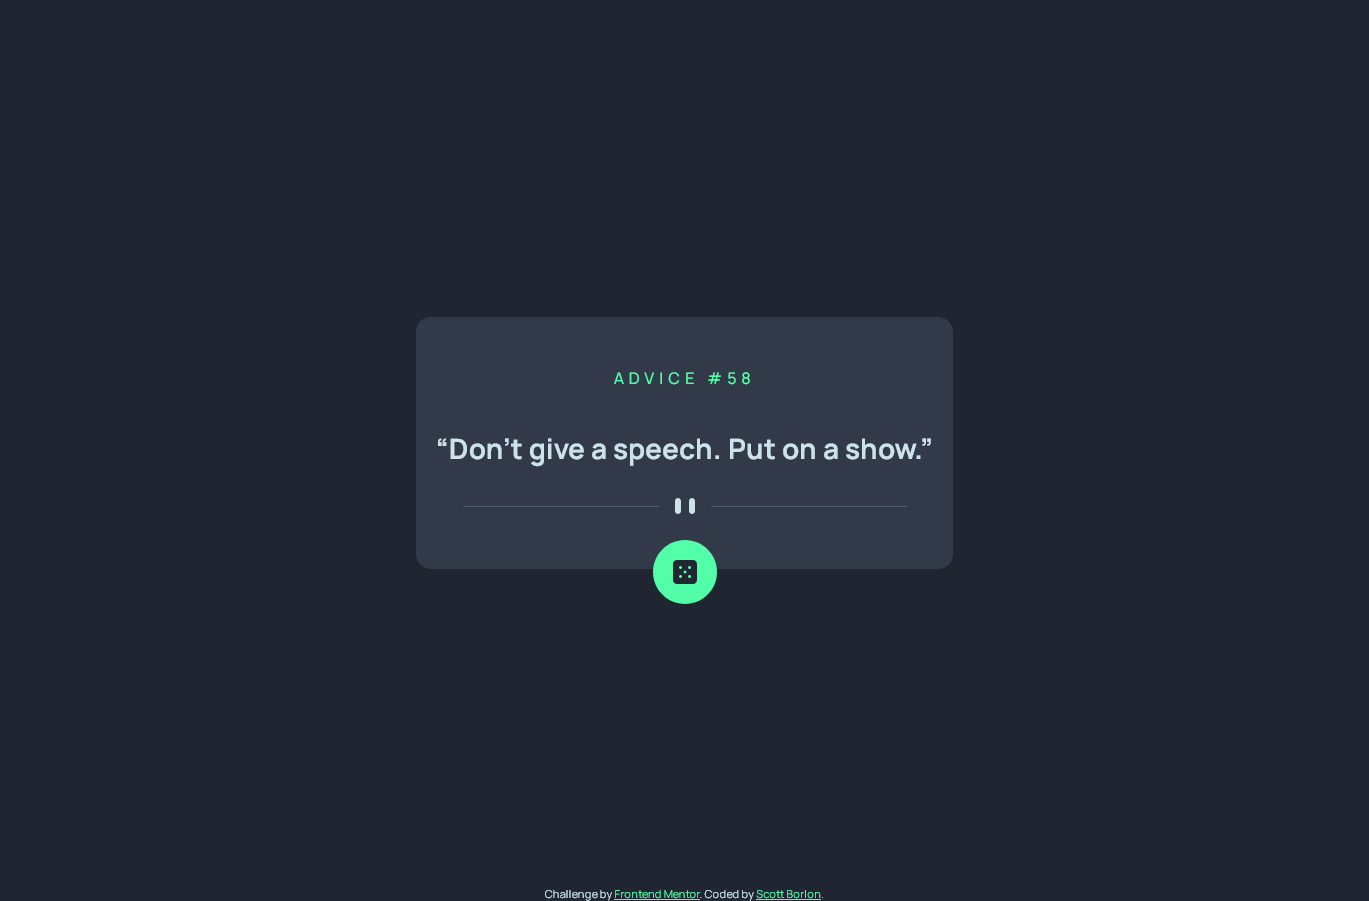 ADVICE #58
“Don’t give a speech. Put on a show.”
Challenge by Frontend Mentor. Coded by Scott Borlon.